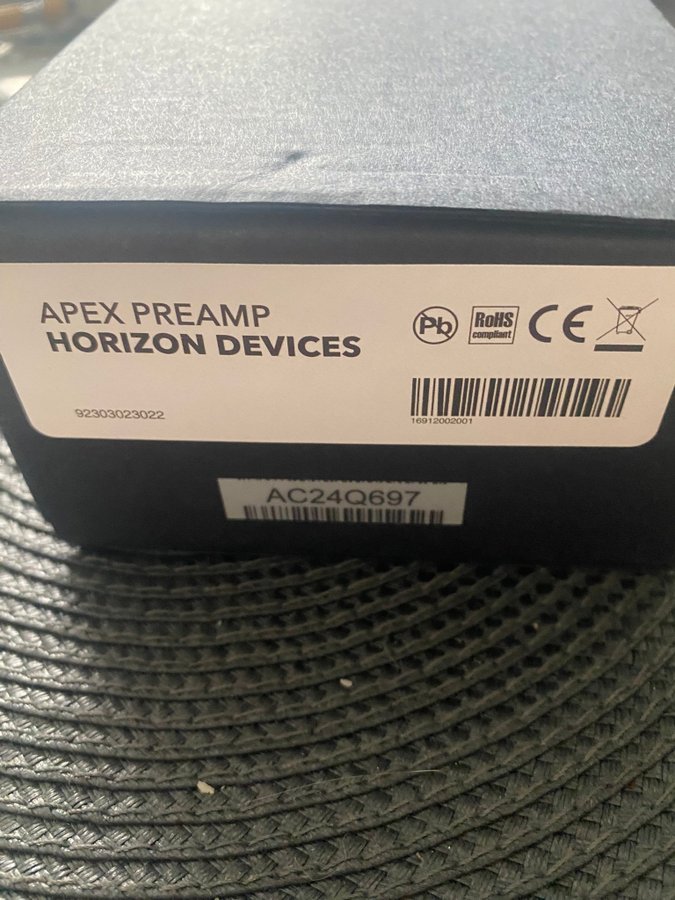 APEX PREAMP
HORIZON DEVICES
Pb
RoHS
compliant
CE
92303023022
16912002001
AC24Q697